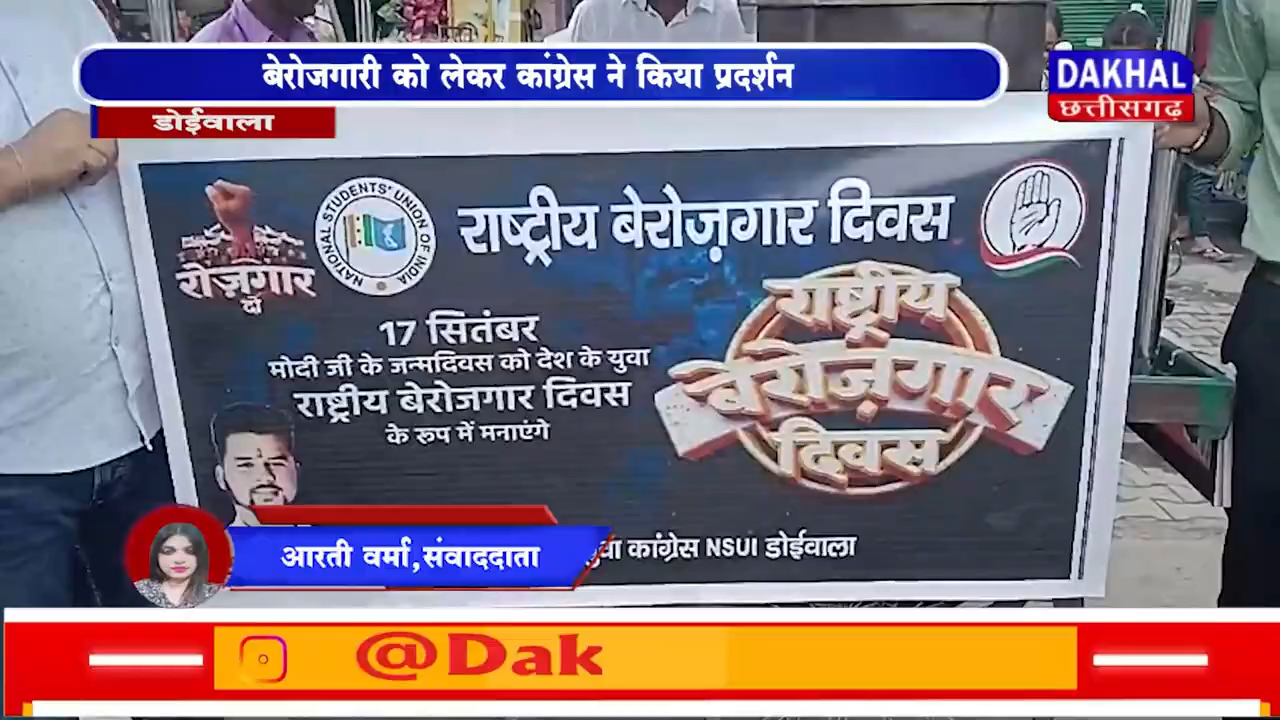 बेरोजगारी को लेकर कांग्रेस ने किया प्रदर्शन
DAKHAL
छत्तीसगढ़
डोईवाला
रोज़गार
दो
NATIONAL STUDENTS' UNION OF INDIA
राष्ट्रीय बेरोज़गार दिवस
17 सितंबर
मोदी जी के जन्मदिवस को देश के युवा
राष्ट्रीय बेरोजगार दिवस
के रूप में मनाएंगे
राष्ट्रीय
बेरोज़गार
दिवस
आरती वर्मा,संवाददाता
कांग्रेस NSUI डोईवाला
@Dak